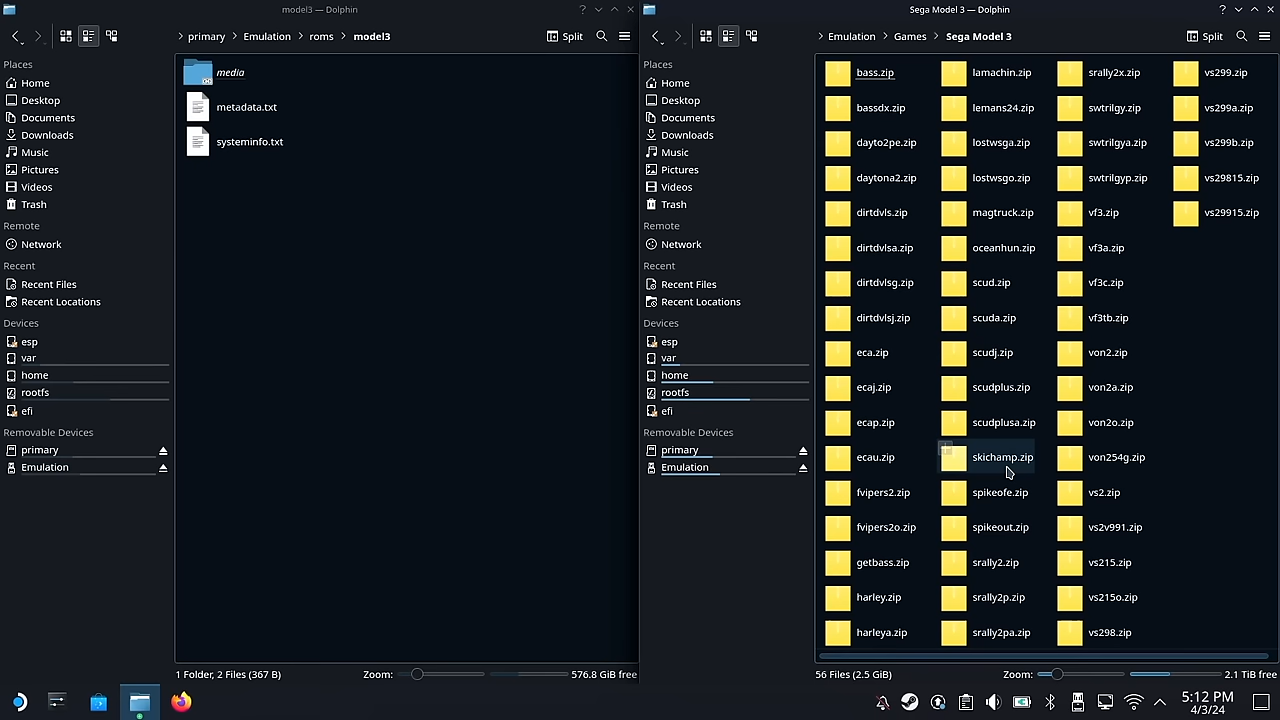 model3 — Dolphin
primary
Emulation
roms
model3
Split
Places
Home
Desktop
Documents
Downloads
Music
Pictures
Videos
Trash
Remote
Network
Recent
Recent Files
Recent Locations
Devices
esp
var
home
rootfs
efi
Removable Devices
primary
Emulation
media
metadata.txt
systeminfo.txt
1 Folder, 2 Files (367 B)
Zoom:
576.8 GiB free
Sega Model 3 — Dolphin
Emulation
Games
Sega Model 3
Split
Places
Home
Desktop
Documents
Downloads
Music
Pictures
Videos
Trash
Remote
Network
Recent
Recent Files
Recent Locations
Devices
esp
var
home
rootfs
efi
Removable Devices
primary
Emulation
bass.zip
bassdx.zip
dayto2pe.zip
daytona2.zip
dirtdvls.zip
dirtdvlsa.zip
dirtdvlsg.zip
dirtdvlsj.zip
eca.zip
ecaj.zip
ecap.zip
ecau.zip
fvipers2.zip
fvipers2o.zip
getbass.zip
harley.zip
harleya.zip
lamachin.zip
lemans24.zip
lostvega.zip
lostwsgo.zip
magtruck.zip
oceanhun.zip
scud.zip
scuda.zip
scudj.zip
scudplus.zip
scudplusa.zip
skichamp.zip
spikeofe.zip
spikeout.zip
srally2.zip
srally2p.zip
srally2pa.zip
srally2x.zip
swtrilgy.zip
swtrilgya.zip
swtrilgyp.zip
vf3.zip
vf3a.zip
vf3c.zip
vf3tb.zip
von2.zip
von2a.zip
von2o.zip
von254g.zip
vs2.zip
vs2v991.zip
vs215.zip
vs215o.zip
vs298.zip
vs299.zip
vs299a.zip
vs299b.zip
vs29815.zip
vs29915.zip
56 Files (2.5 GiB)
Zoom:
2.1 TiB free
5:12 PM
4/3/24